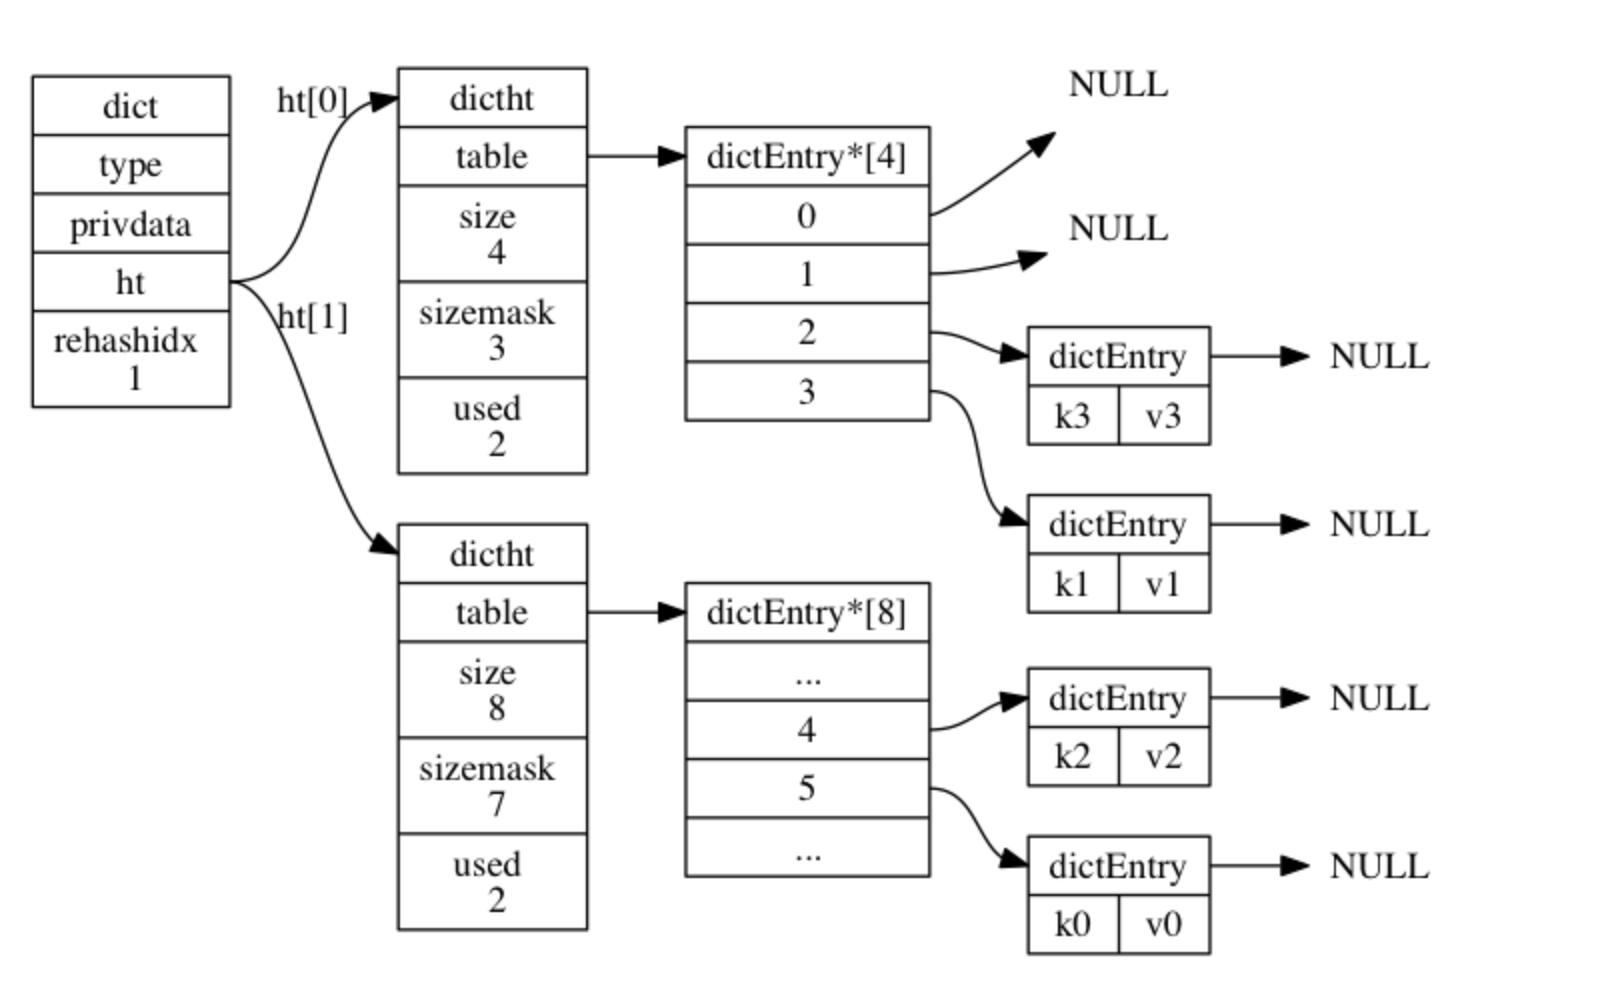 dict
type
privdata
ht
rehashidx
1
ht[0]
ht[1]
dictht
table
size
4
sizemask
3
used
2
dictEntry*[4]
0
1
2
3
NULL
NULL
dictEntry
k3 v3
NULL
dictEntry
k1 v1
NULL
dictht
table
size
8
sizemask
7
used
2
dictEntry*[8]
...
4
5
...
dictEntry
k2 v2
NULL
dictEntry
k0 v0
NULL